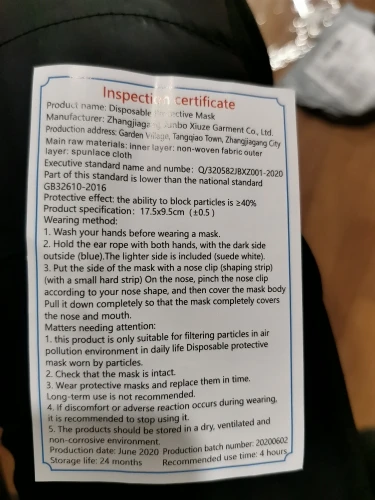 Inspection certificate
Product name: Disposable Protective Mask
Manufacturer: Zhangjiagang Junbo Xiuze Garment Co., Ltd.
Production address: Garden Village, Tangqiao Town, Zhangjiagang City
Main raw materials: inner layer: non-woven fabric outer
layer: spunlace cloth
Executive standard name and numbe: Q/320582JBXZ001-2020
Part of this standard is lower than the national standard
GB32610-2016
Protective effect: the ability to block particles is ≥40%
Product specification: 17.5x9.5cm (±0.5)
Wearing method:
1. Wash your hands before wearing a mask.
2. Hold the ear rope with both hands, with the dark side
outside (blue).The lighter side is included (suede white).
3. Put the side of the mask with a nose clip (shaping strip)
(with a small hard strip) On the nose, pinch the nose clip
according to your nose shape, and then cover the mask body
Pull it down completely so that the mask completely covers
the nose and mouth.
Matters needing attention:
1. this product is only suitable for filtering particles in air
pollution environment in daily life Disposable protective
mask worn by particles.
2. Check that the mask is intact.
3. Wear protective masks and replace them in time.
Long-term use is not recommended.
4. If discomfort or adverse reaction occurs during wearing,
it is recommended to stop using it.
5. The products should be stored in a dry, ventilated and
non-corrosive environment.
Production date: June 2020 Production batch number: 20200602
Storage life: 24 months Recommended use time: 4 hours